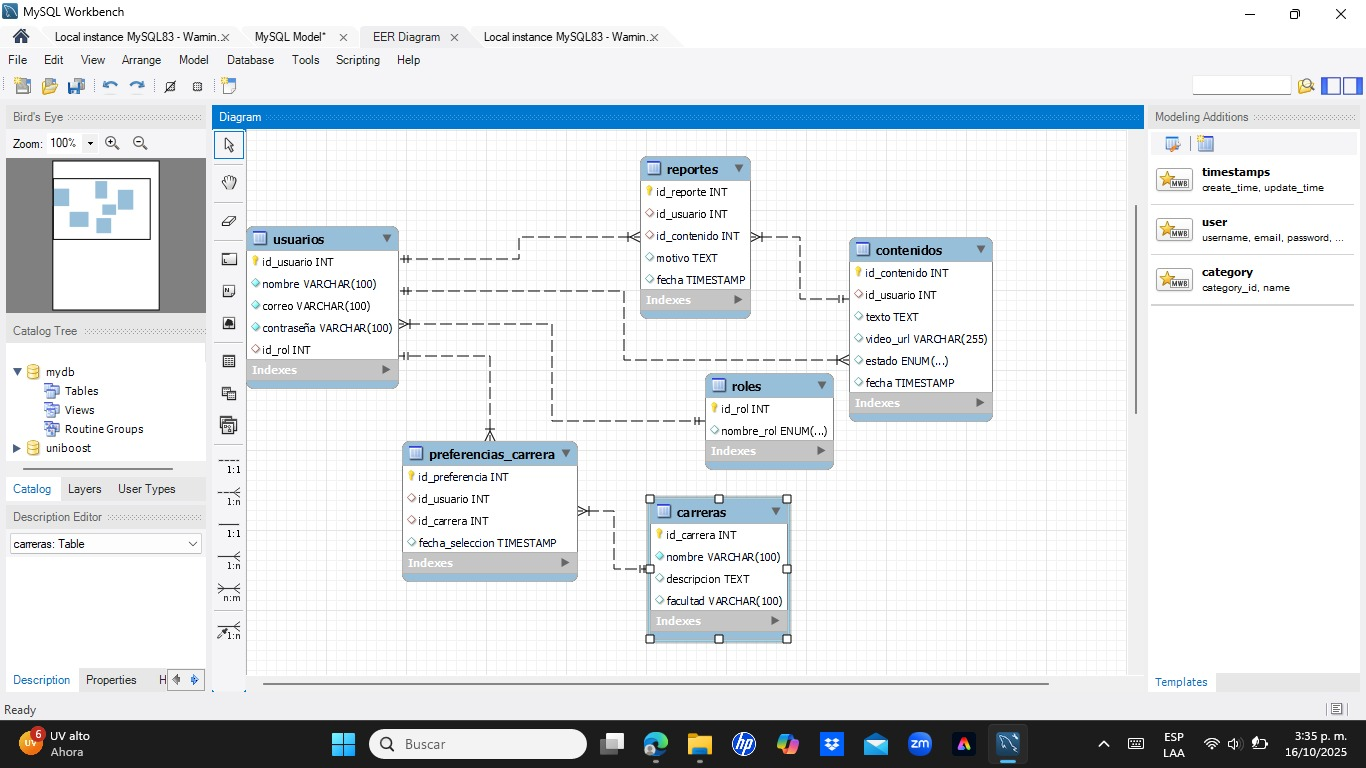 MySQL Workbench
Local instance MySQL83 - Warnin...
MySQL Model*
EER Diagram
Local instance MySQL83 - Warnin...
File Edit View Arrange Model Database Tools Scripting Help
Bird's Eye
Zoom: 100%
Catalog Tree
mydb
Tables
Views
Routine Groups
uniboost
Catalog Layers User Types
Description Editor
carreras: Table
Description Properties H
Ready
Diagram
1:1
1:n
1:1
1:n
n:m
1:n
usuarios
id_usuario INT
nombre VARCHAR(100)
correo VARCHAR(100)
contraseña VARCHAR(100)
id_rol INT
Indexes
reportes
id_reporte INT
id_usuario INT
id_contenido INT
motivo TEXT
fecha TIMESTAMP
Indexes
contenidos
id_contenido INT
id_usuario INT
texto TEXT
video_url VARCHAR(255)
estado ENUM(...)
fecha TIMESTAMP
Indexes
roles
id_rol INT
nombre_rol ENUM(...)
Indexes
preferencias_carrera
id_preferencia INT
id_usuario INT
id_carrera INT
fecha_seleccion TIMESTAMP
Indexes
carreras
id_carrera INT
nombre VARCHAR(100)
descripcion TEXT
facultad VARCHAR(100)
Indexes
Modeling Additions
MWB
timestamps
create_time, update_time
MWB
user
username, email, password, ...
MWB
category
category_id, name
Templates
6
UV
UV alto
Ahora
Buscar
hp
zm
ESP
LAA
3:35 p. m.
16/10/2025